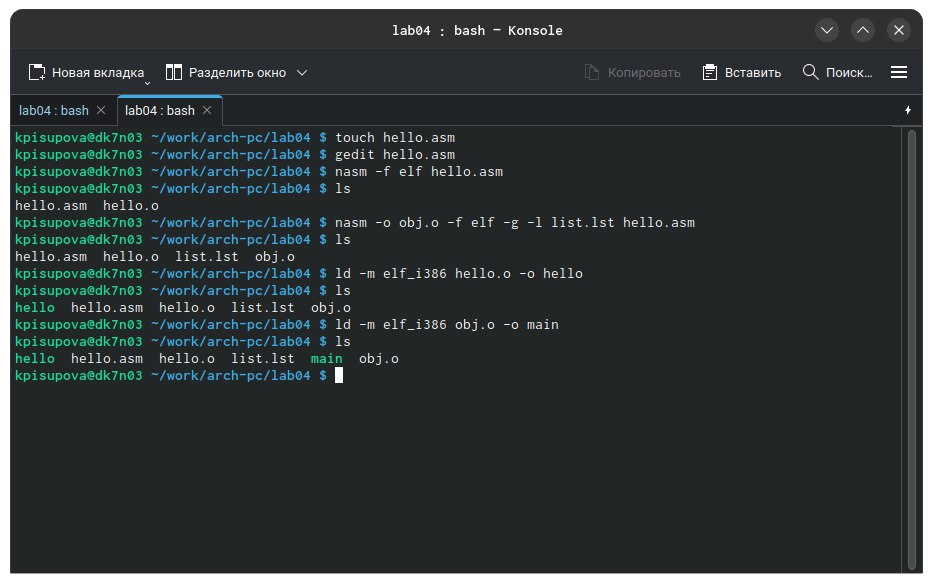 lab04 : bash — Konsole
Новая вкладка Разделить окно Копировать Вставить Поиск...
lab04 : bash lab04 : bash
kpisupova@dk7n03 ~/work/arch-pc/lab04 $ touch hello.asm
kpisupova@dk7n03 ~/work/arch-pc/lab04 $ gedit hello.asm
kpisupova@dk7n03 ~/work/arch-pc/lab04 $ nasm -f elf hello.asm
kpisupova@dk7n03 ~/work/arch-pc/lab04 $ ls
hello.asm  hello.o
kpisupova@dk7n03 ~/work/arch-pc/lab04 $ nasm -o obj.o -f elf -g -l list.lst hello.asm
kpisupova@dk7n03 ~/work/arch-pc/lab04 $ ls
hello.asm  hello.o  list.lst  obj.o
kpisupova@dk7n03 ~/work/arch-pc/lab04 $ ld -m elf_i386 hello.o -o hello
kpisupova@dk7n03 ~/work/arch-pc/lab04 $ ls
hello  hello.asm  hello.o  list.lst  obj.o
kpisupova@dk7n03 ~/work/arch-pc/lab04 $ ld -m elf_i386 obj.o -o main
kpisupova@dk7n03 ~/work/arch-pc/lab04 $ ls
hello  hello.asm  hello.o  list.lst  main  obj.o
kpisupova@dk7n03 ~/work/arch-pc/lab04 $